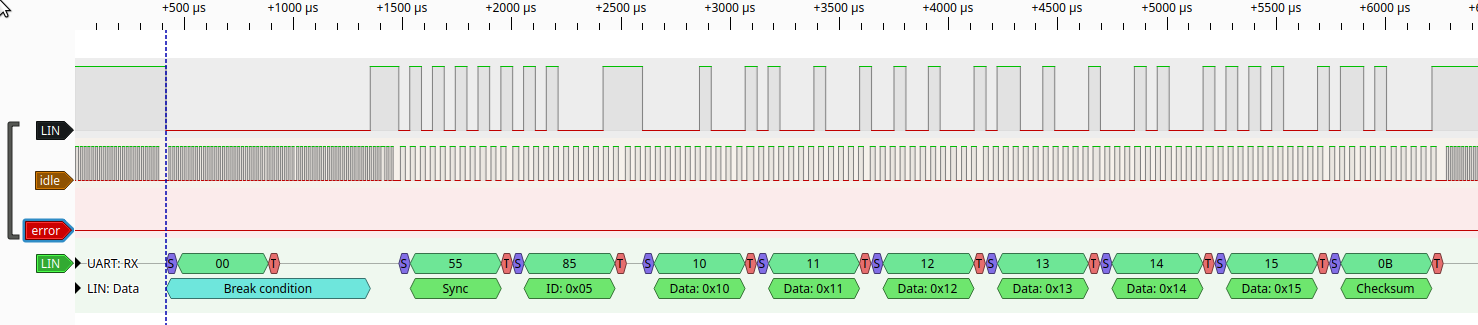 +500 µs +1000 µs +1500 µs +2000 µs +2500 µs +3000 µs +3500 µs +4000 µs +4500 µs +5000 µs +5500 µs +6000 µs +6
LIN
idle
error
LIN UART: RX S 00 T S 55 T S 85 T S 10 T S 11 T S 12 T S 13 T S 14 T S 15 T S 0B T
LIN: Data Break condition Sync ID: 0x05 Data: 0x10 Data: 0x11 Data: 0x12 Data: 0x13 Data: 0x14 Data: 0x15 Checksum